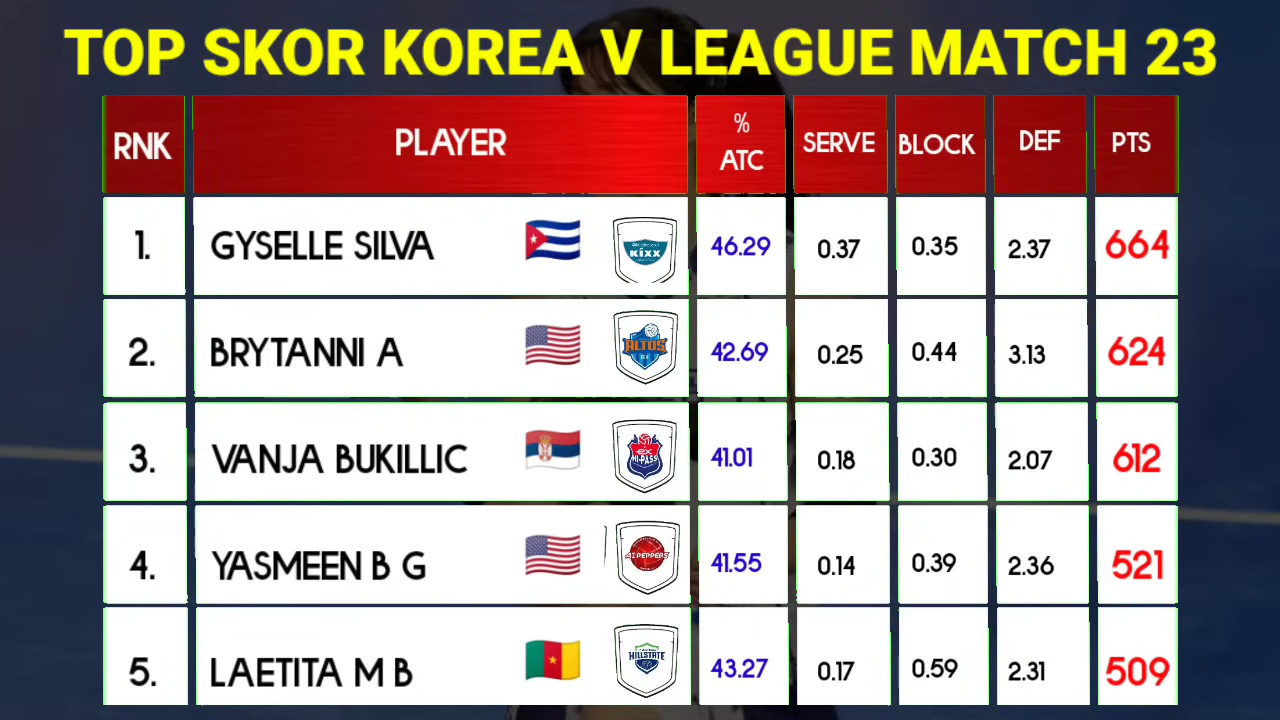 TOP SKOR KOREA V LEAGUE MATCH 23
RNK PLAYER % ATC SERVE BLOCK DEF PTS
1. GYSELLE SILVA KIXX 46.29 0.37 0.35 2.37 664
2. BRYTANNI A ALTOS 42.69 0.25 0.44 3.13 624
3. VANJA BUKILLIC ex HI-PASS 41.01 0.18 0.30 2.07 612
4. YASMEEN B G AI PEPPERS 41.55 0.14 0.39 2.36 521
5. LAETITA M B HILLSTATE 43.27 0.17 0.59 2.31 509